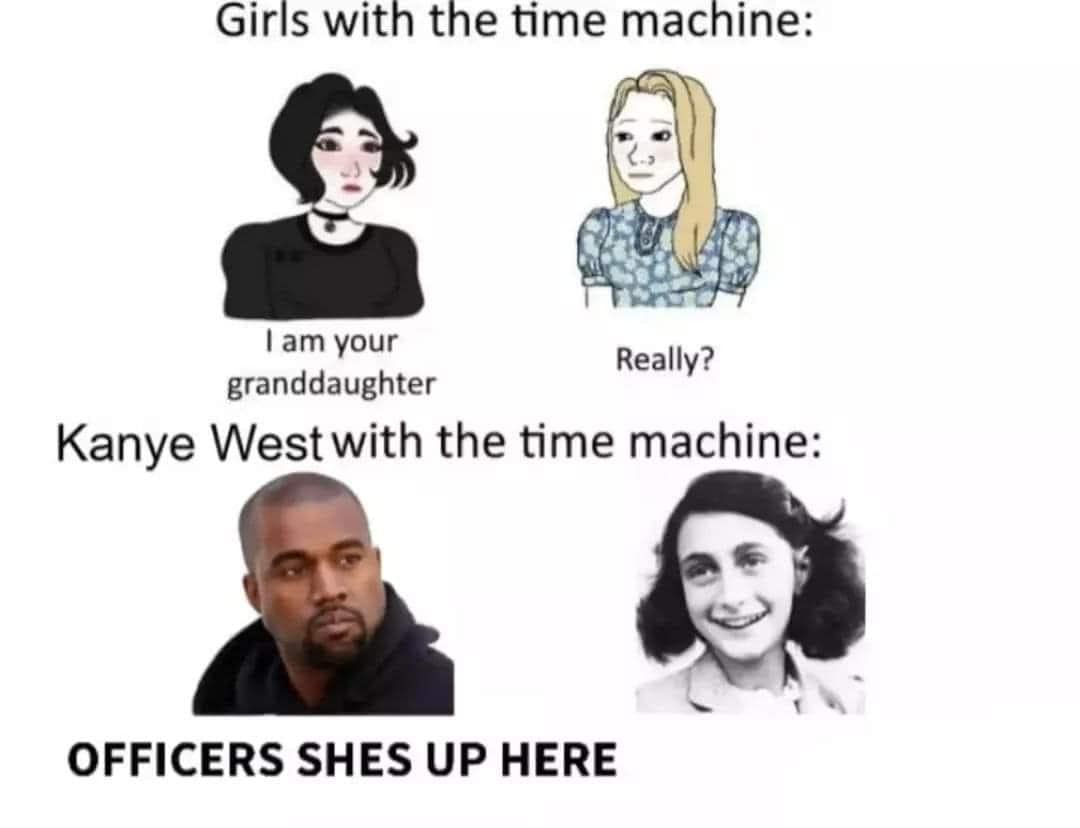 Girls with the time machine:
I am your
granddaughter
Really?
Kanye West with the time machine:
OFFICERS SHES UP HERE